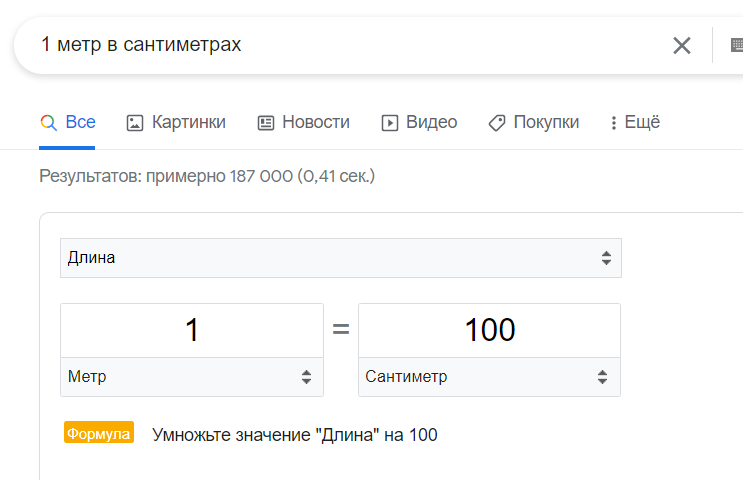 1 метр в сантиметрах
Все Картинки Новости Видео Покупки Ещё
Результатов: примерно 187 000 (0,41 сек.)
Длина
1 = 100
Метр Сантиметр
Формула Умножьте значение "Длина" на 100